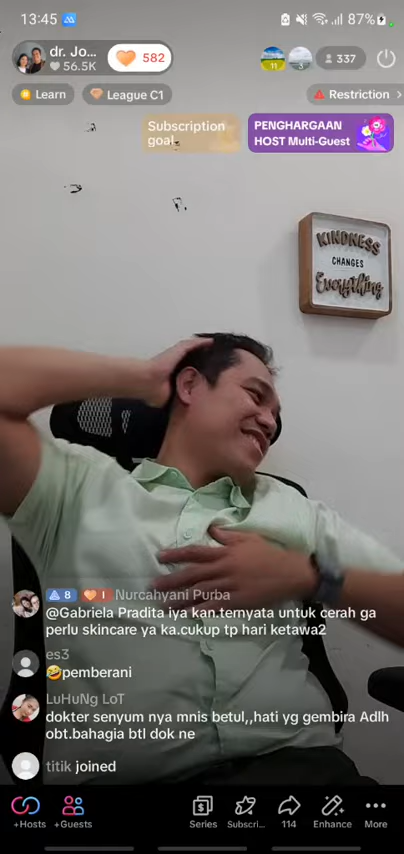 13:45
87%
dr. Jo...
56.5K
582
11
3
337
Learn
League C1
Restriction
Subscription
goal
PENGHARGAAN
HOST Multi-Guest
KINDNESS
CHANGES
Everything
8
1
Nurcahyani Purba
@Gabriela Pradita iya kan.ternyata untuk cerah ga
perlu skincare ya ka.cukup tp hari ketawa2
es3
🤣pemberani
LuHuNg LoT
dokter senyum nya mnis betul,,hati yg gembira Adlh
obt.bahagia btl dok ne
titik joined
+Hosts
+Guests
Series
Subscri...
114
Enhance
More